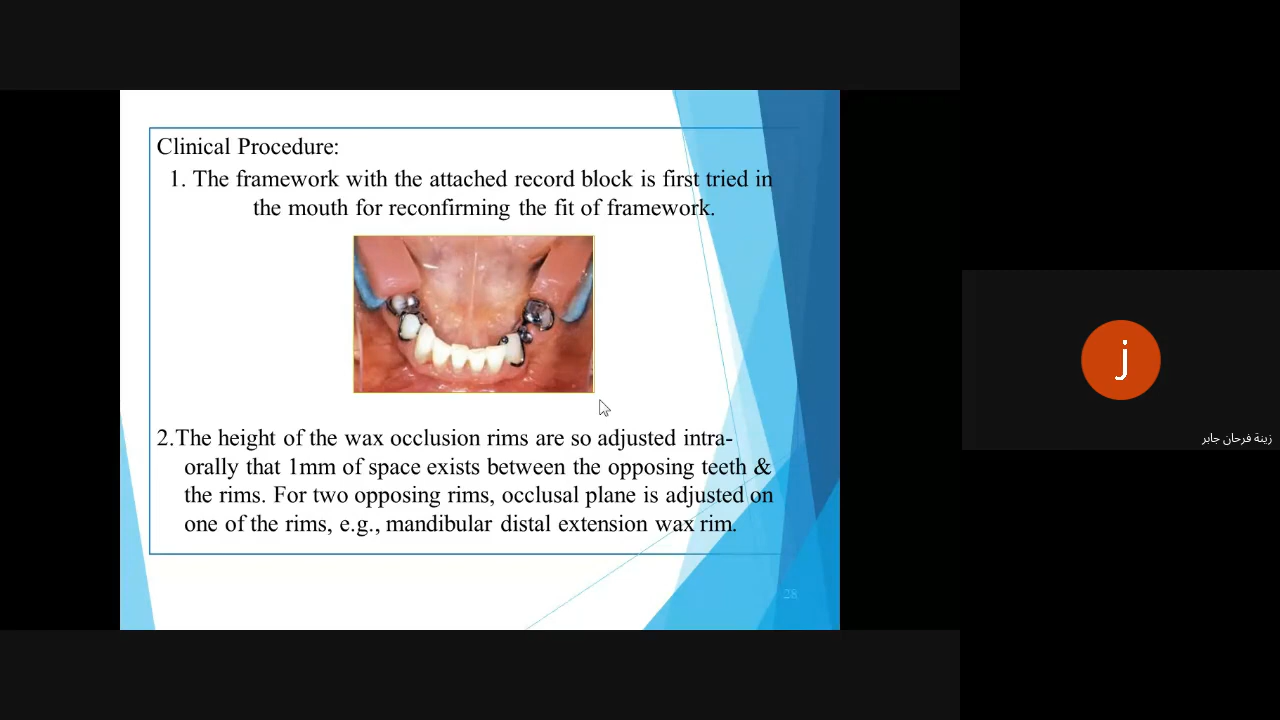 Clinical Procedure:
1. The framework with the attached record block is first tried in
the mouth for reconfirming the fit of framework.
2.The height of the wax occlusion rims are so adjusted intra-
orally that 1mm of space exists between the opposing teeth &
the rims. For two opposing rims, occlusal plane is adjusted on
one of the rims, e.g., mandibular distal extension wax rim.
28
j
زينة فرحان جابر